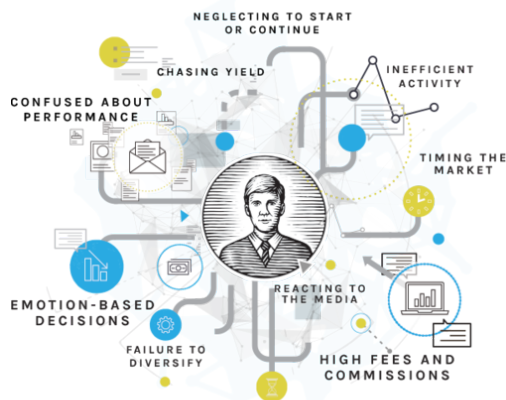 NEGLECTING TO START
OR CONTINUE
CHASING YIELD
INEFFICIENT
ACTIVITY
CONFUSED ABOUT
PERFORMANCE
TIMING THE
MARKET
REACTING TO
THE MEDIA
EMOTION-BASED
DECISIONS
FAILURE TO
DIVERSIFY
HIGH FEES AND
COMMISSIONS